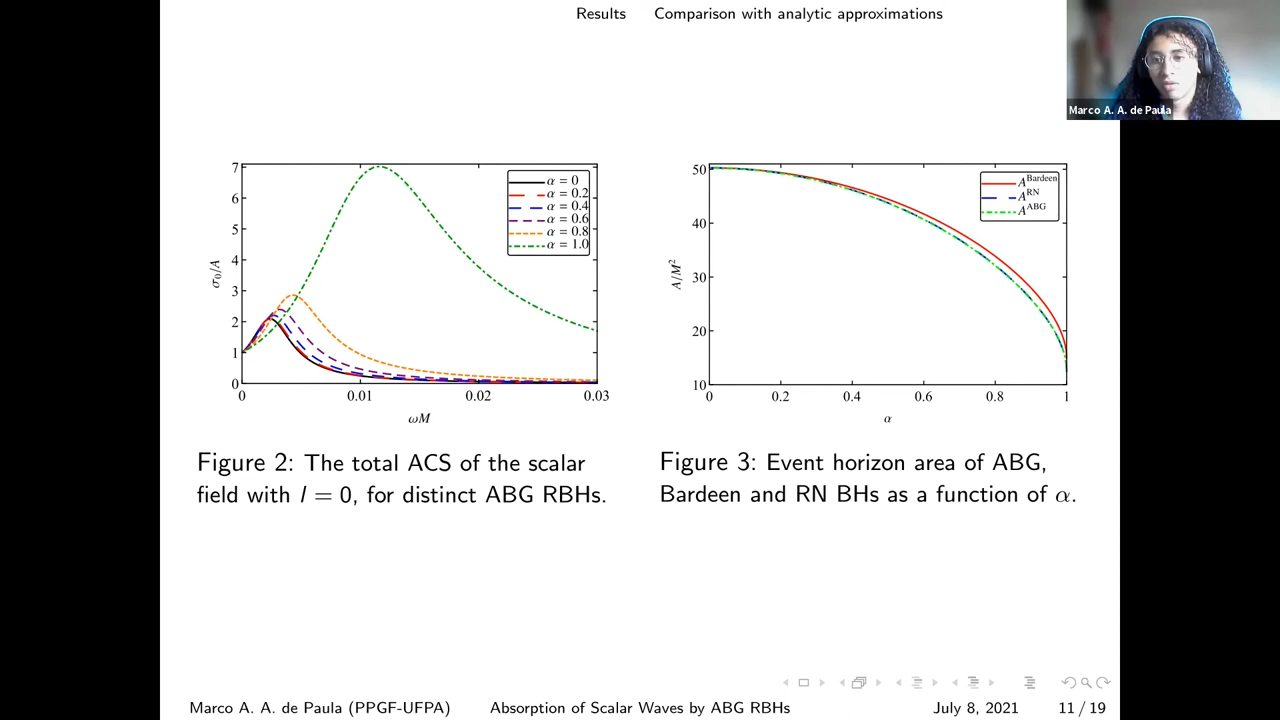 Results Comparison with analytic approximations
Marco A. A. de Paula
7
6
5
4
3
2
1
0
σ₀/A
0 0.01 0.02 0.03
ωM
α = 0
α = 0.2
α = 0.4
α = 0.6
α = 0.8
α = 1.0
Figure 2: The total ACS of the scalar
field with l = 0, for distinct ABG RBHs.
50
40
30
20
10
A/M²
0 0.2 0.4 0.6 0.8 1
α
A^Bardeen
A^RN
A^ABG
Figure 3: Event horizon area of ABG,
Bardeen and RN BHs as a function of α.
Marco A. A. de Paula (PPGF-UFPA) Absorption of Scalar Waves by ABG RBHs July 8, 2021 11 / 19